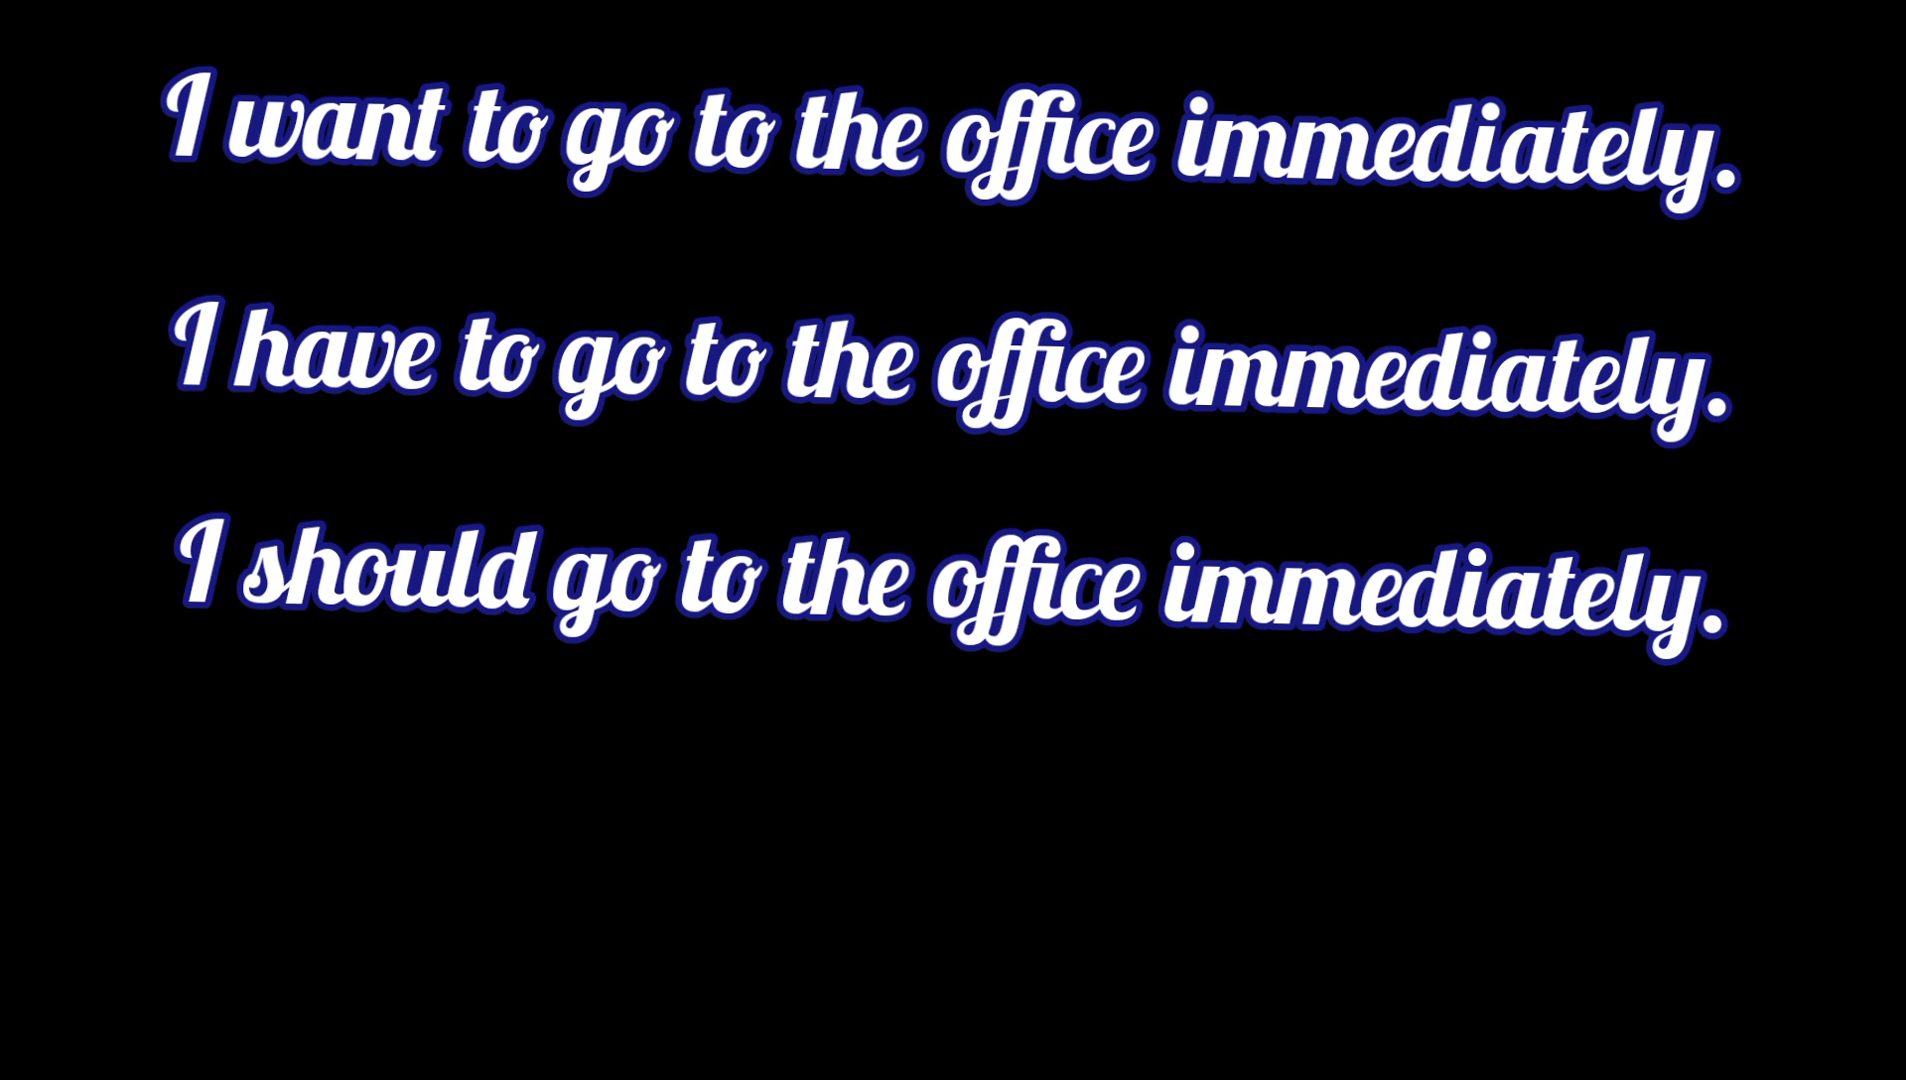 I want to go to the office immediately.
I have to go to the office immediately.
I should go to the office immediately.